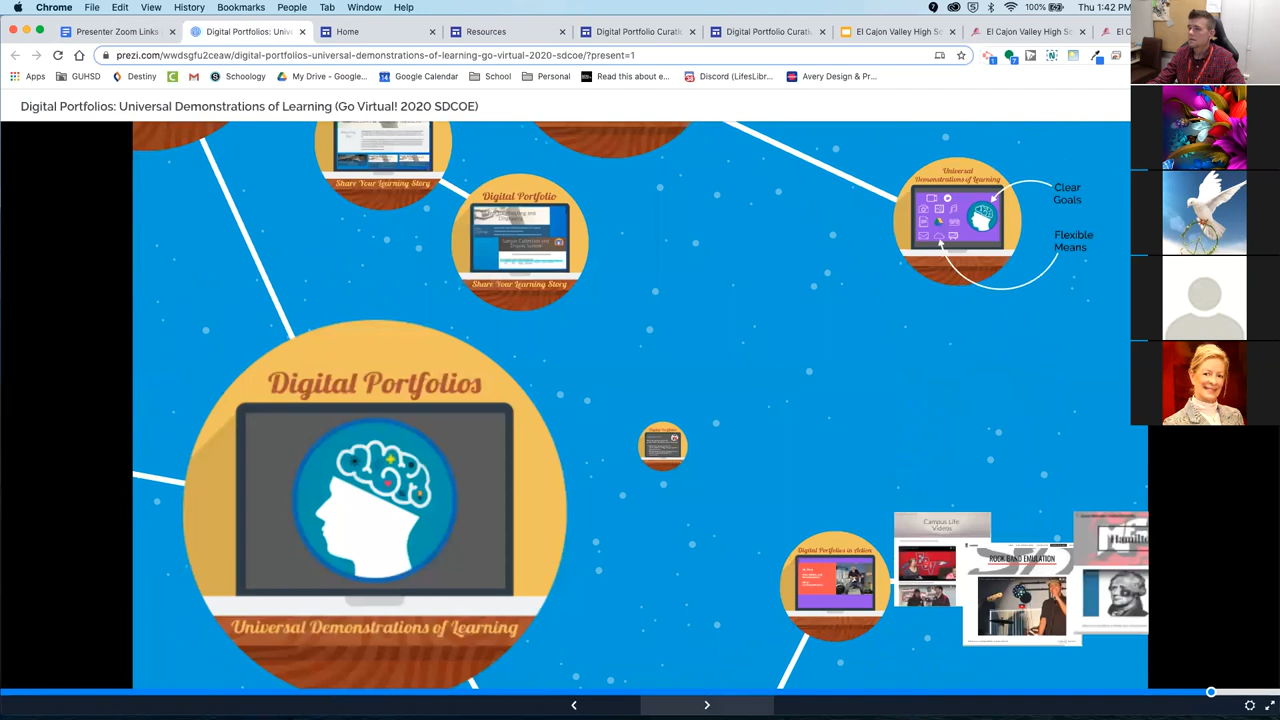 Chrome File Edit View History Bookmarks People Tab Window Help 100% Thu 1:42 PM
Presenter Zoom Links
Digital Portfolios: Univ
Home
Resources
Digital Portfolio Curati
Digital Portfolio Curati
El Cajon Valley High Sc
El Cajon Valley High Sc
prezi.com/wwdsgfu2ceaw/digital-portfolios-universal-demonstrations-of-learning-go-virtual-2020-sdcoe/?present=1
Apps GUHSD Destiny Schoology My Drive - Google... Google Calendar School Personal Read this about e... Discord (LifesLibr... Avery Design & Pr...
Digital Portfolios: Universal Demonstrations of Learning (Go Virtual! 2020 SDCOE)
Share Your Learning Story
Digital Portfolio
Share Your Learning Story
Universal
Demonstrations of Learning
Clear
Goals
Flexible
Means
Digital Portfolios
Universal Demonstrations of Learning
Digital Portfolios
Digital Portfolios in Action
Campus Life
Videos
ROCK BAND EMULATION
Hamilton